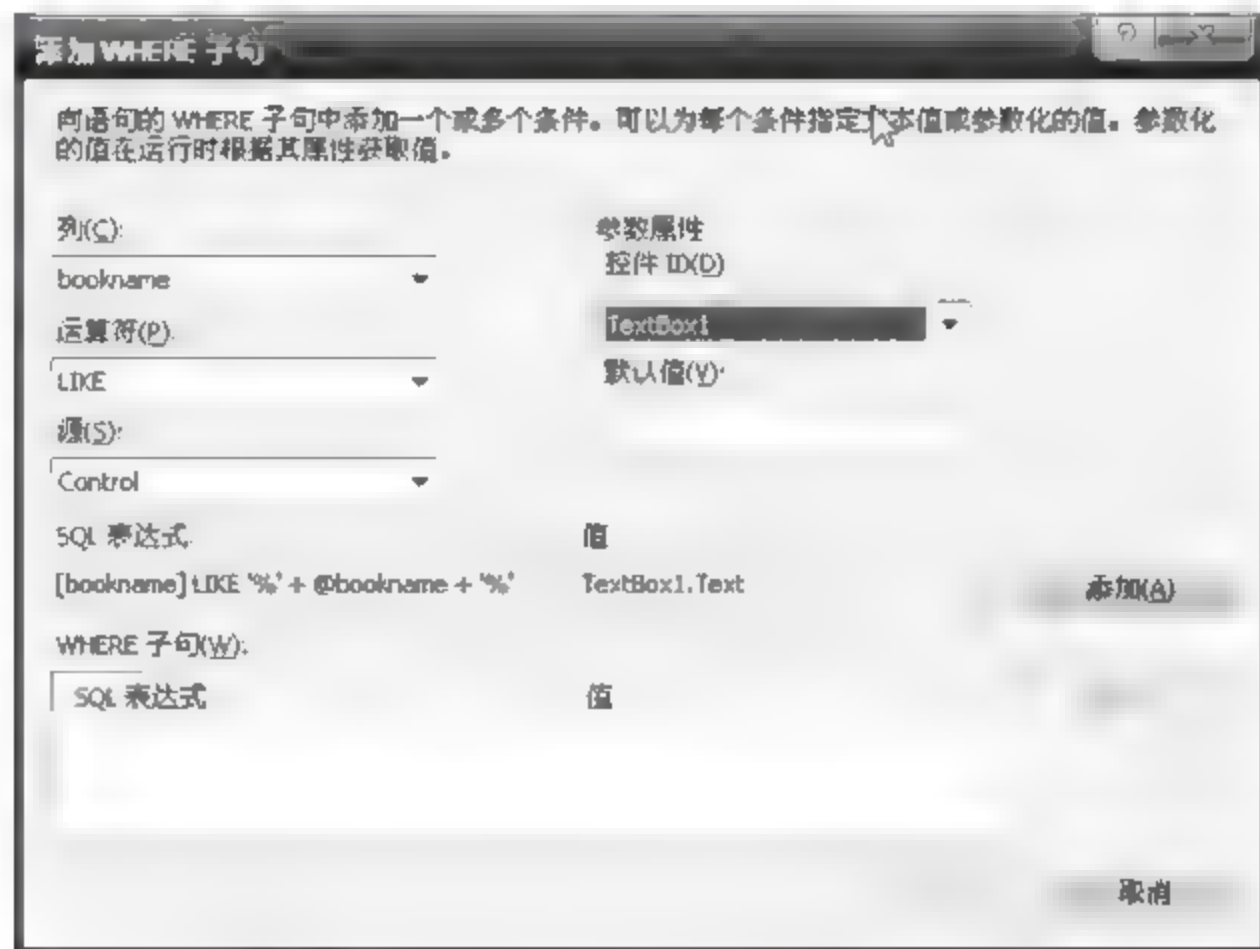 添加 WHERE 子句
向语句的 WHERE 子句中添加一个或多个条件。可以为每个条件指定文本值或参数化的值。参数化
的值在运行时根据其属性获取值。
列(C):
bookname
运算符(P):
LIKE
源(S):
Control
参数属性
控件 ID(D)
TextBox1
默认值(V):
SQL 表达式:
值
[bookname] LIKE '%' + @bookname + '%'
TextBox1.Text
添加(A)
WHERE 子句(W):
SQL 表达式
值
取消